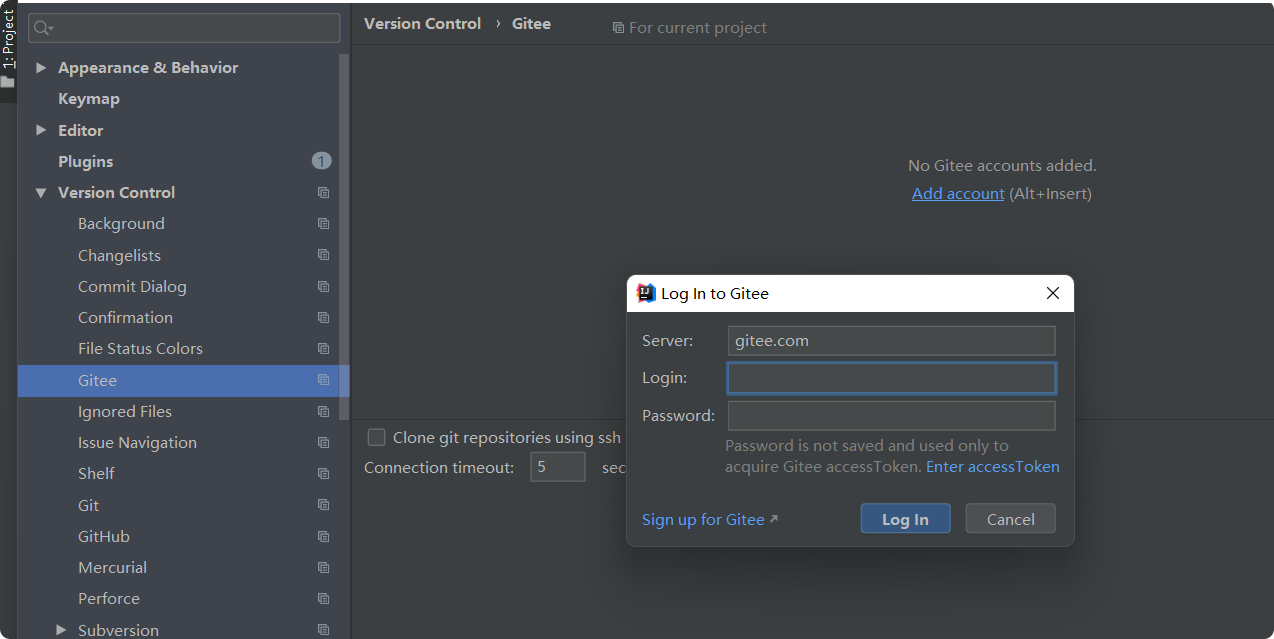 1: Project
Appearance & Behavior
Keymap
Editor
Plugins 1
Version Control
Background
Changelists
Commit Dialog
Confirmation
File Status Colors
Gitee
Ignored Files
Issue Navigation
Shelf
Git
GitHub
Mercurial
Perforce
Subversion
Version Control › Gitee For current project
No Gitee accounts added.
Add account (Alt+Insert)
Clone git repositories using ssh
Connection timeout: 5 sec
IJ Log In to Gitee
Server: gitee.com
Login:
Password:
Password is not saved and used only to
acquire Gitee accessToken. Enter accessToken
Sign up for Gitee
Log In Cancel